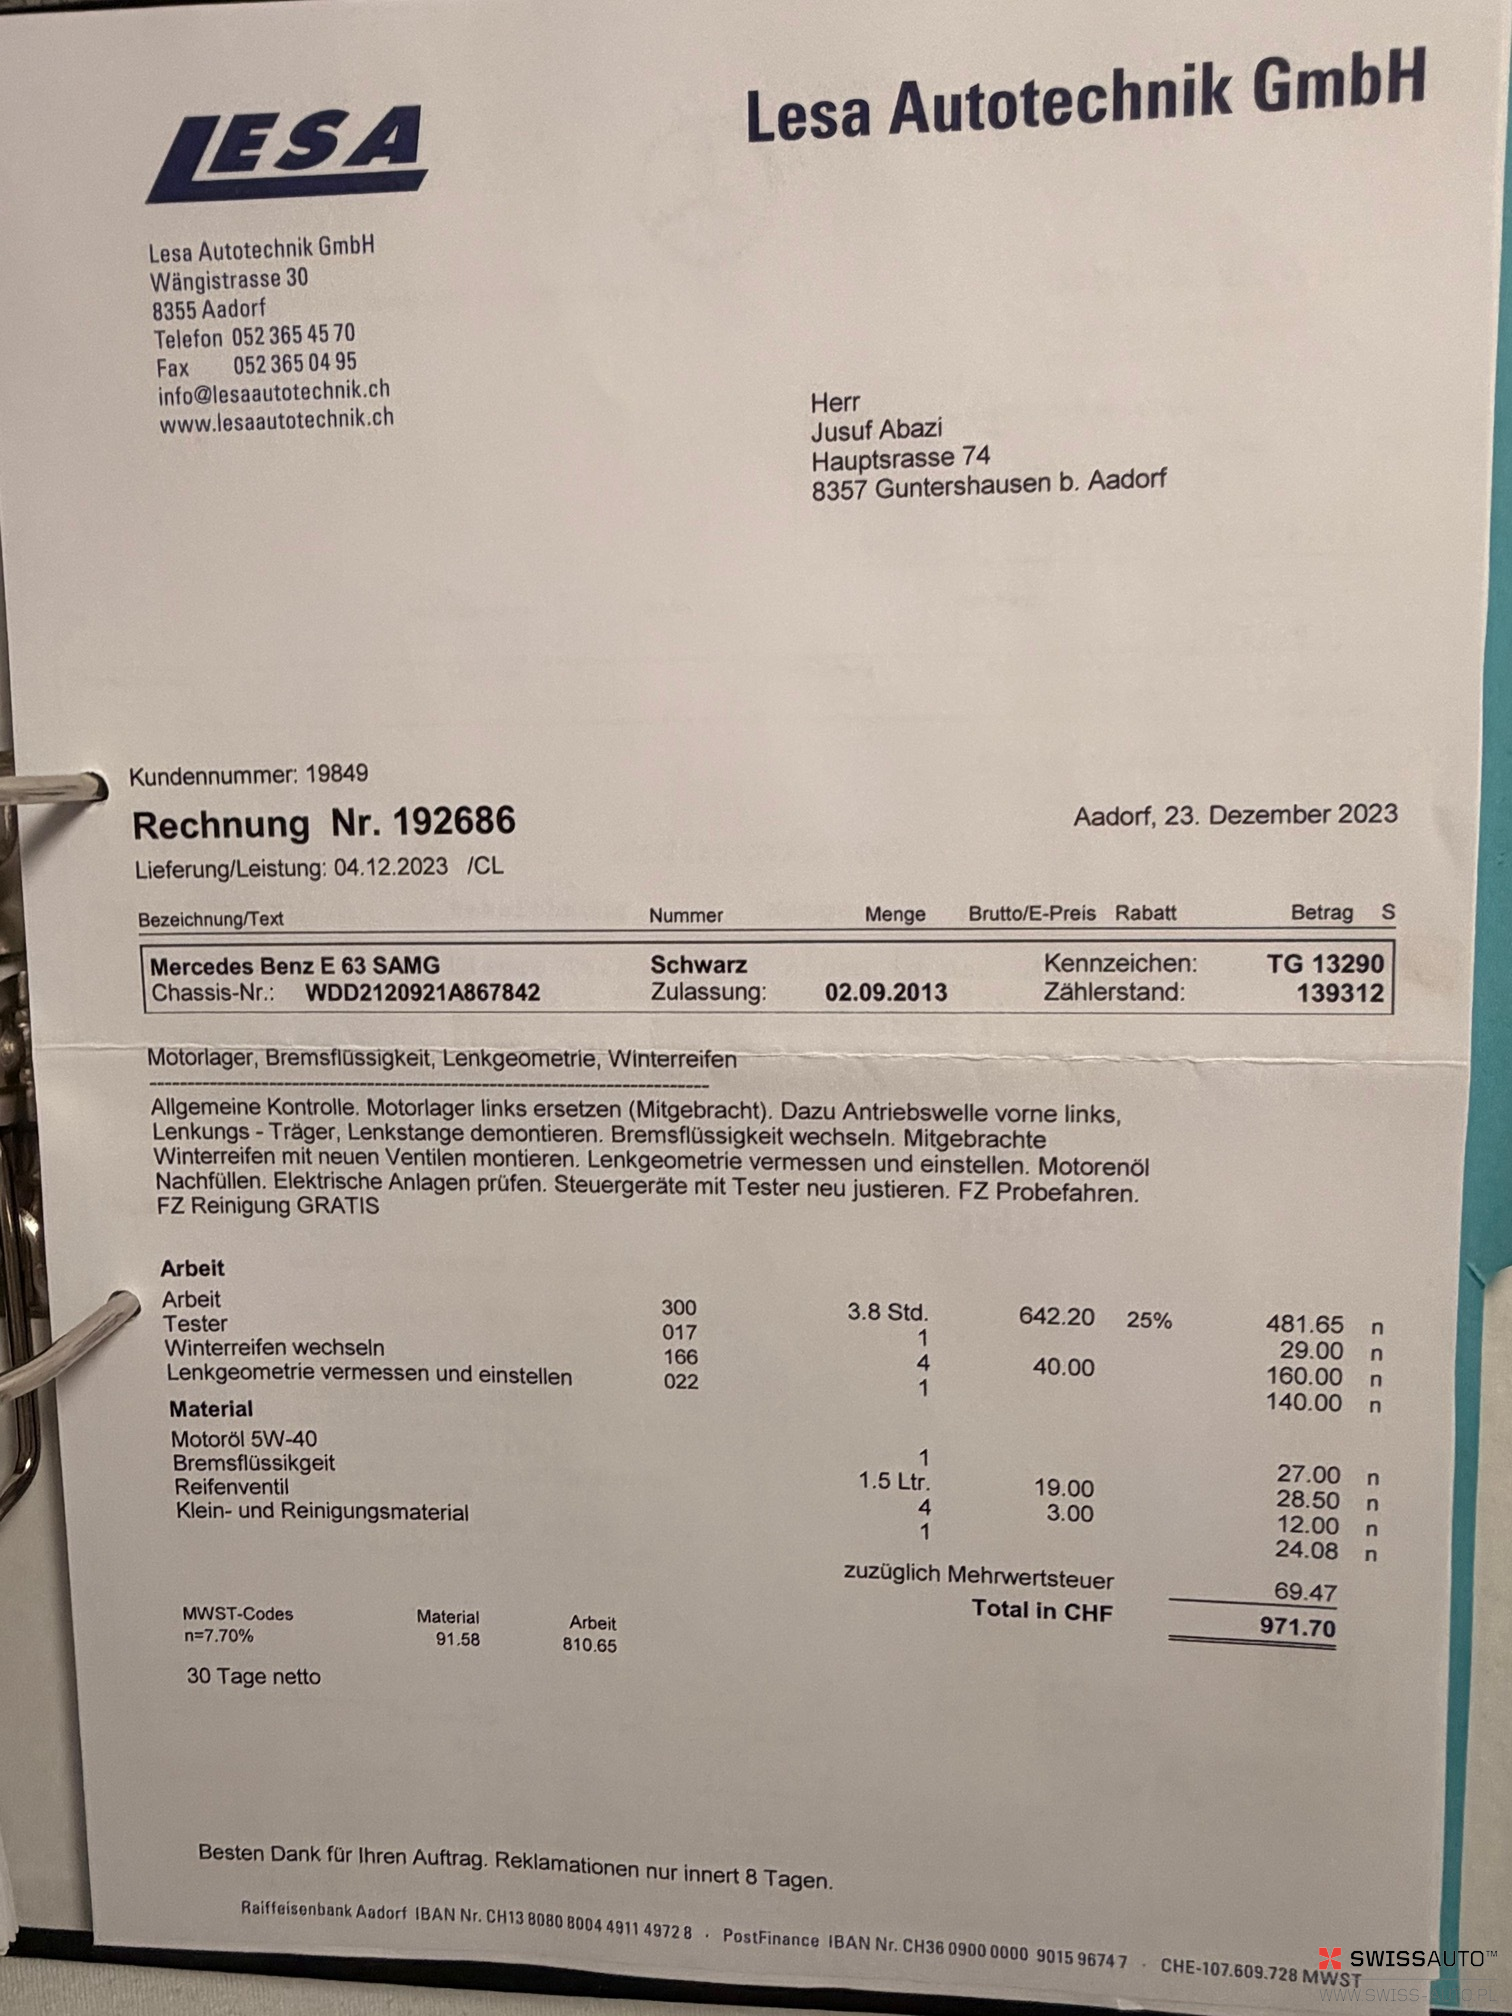 LESA
Lesa Autotechnik GmbH
Lesa Autotechnik GmbH
Wängistrasse 30
8355 Aadorf
Telefon 052 365 45 70
Fax 052 365 04 95
info@lesaautotechnik.ch
www.lesaautotechnik.ch
Herr
Jusuf Abazi
Hauptsrasse 74
8357 Guntershausen b. Aadorf
Kundennummer: 19849
Rechnung Nr. 192686 Aadorf, 23. Dezember 2023
Lieferung/Leistung: 04.12.2023 /CL
Bezeichnung/Text Nummer Menge Brutto/E-Preis Rabatt Betrag S
Mercedes Benz E 63 SAMG Schwarz Kennzeichen: TG 13290
Chassis-Nr.: WDD2120921A867842 Zulassung: 02.09.2013 Zählerstand: 139312
Motorlager, Bremsflüssigkeit, Lenkgeometrie, Winterreifen
Allgemeine Kontrolle. Motorlager links ersetzen (Mitgebracht). Dazu Antriebswelle vorne links,
Lenkungs - Träger, Lenkstange demontieren. Bremsflüssigkeit wechseln. Mitgebrachte
Winterreifen mit neuen Ventilen montieren. Lenkgeometrie vermessen und einstellen. Motorenöl
Nachfüllen. Elektrische Anlagen prüfen. Steuergeräte mit Tester neu justieren. FZ Probefahren.
FZ Reinigung GRATIS
Arbeit
Arbeit 300 3.8 Std. 642.20 25% 481.65 n
Tester 017 1 29.00 n
Winterreifen wechseln 166 4 40.00 160.00 n
Lenkgeometrie vermessen und einstellen 022 1 140.00 n
Material
Motoröl 5W-40 1 27.00 n
Bremsflüssikgeit 1.5 Ltr. 19.00 28.50 n
Reifenventil 4 3.00 12.00 n
Klein- und Reinigungsmaterial 1 24.08 n
zuzüglich Mehrwertsteuer 69.47
Total in CHF 971.70
MWST-Codes Material Arbeit
n=7.70% 91.58 810.65
30 Tage netto
Besten Dank für Ihren Auftrag. Reklamationen nur innert 8 Tagen.
Raiffeisenbank Aadorf IBAN Nr. CH13 8080 8004 4911 4972 8 · PostFinance IBAN Nr. CH36 0900 0000 9015 9674 7 · CHE-107.609.728 MWST
SWISSAUTO™
WWW.SWISS-AUTO.PL